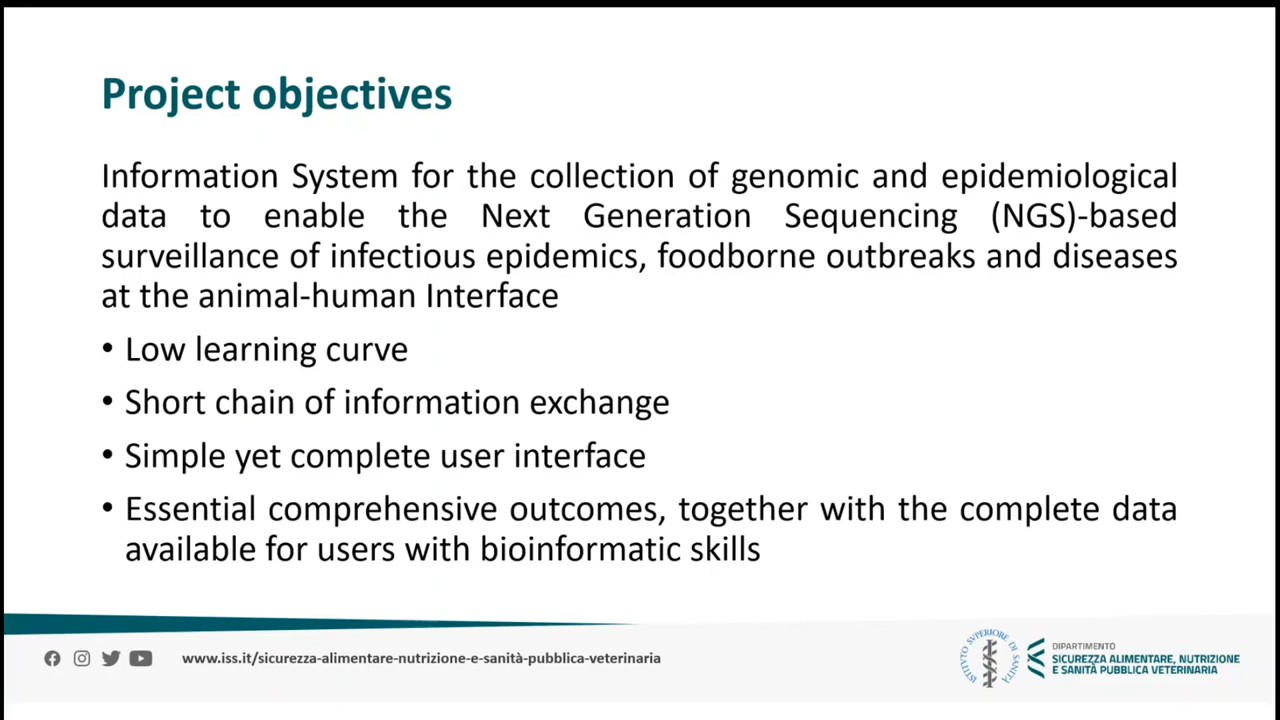 Project objectives
Information System for the collection of genomic and epidemiological
data to enable the Next Generation Sequencing (NGS)-based
surveillance of infectious epidemics, foodborne outbreaks and diseases
at the animal-human Interface
• Low learning curve
• Short chain of information exchange
• Simple yet complete user interface
• Essential comprehensive outcomes, together with the complete data
available for users with bioinformatic skills
www.iss.it/sicurezza-alimentare-nutrizione-e-sanità-pubblica-veterinaria
ISTITVTO SVPERIORE DI SANITÀ
DIPARTIMENTO
SICUREZZA ALIMENTARE, NUTRIZIONE
E SANITÀ PUBBLICA VETERINARIA